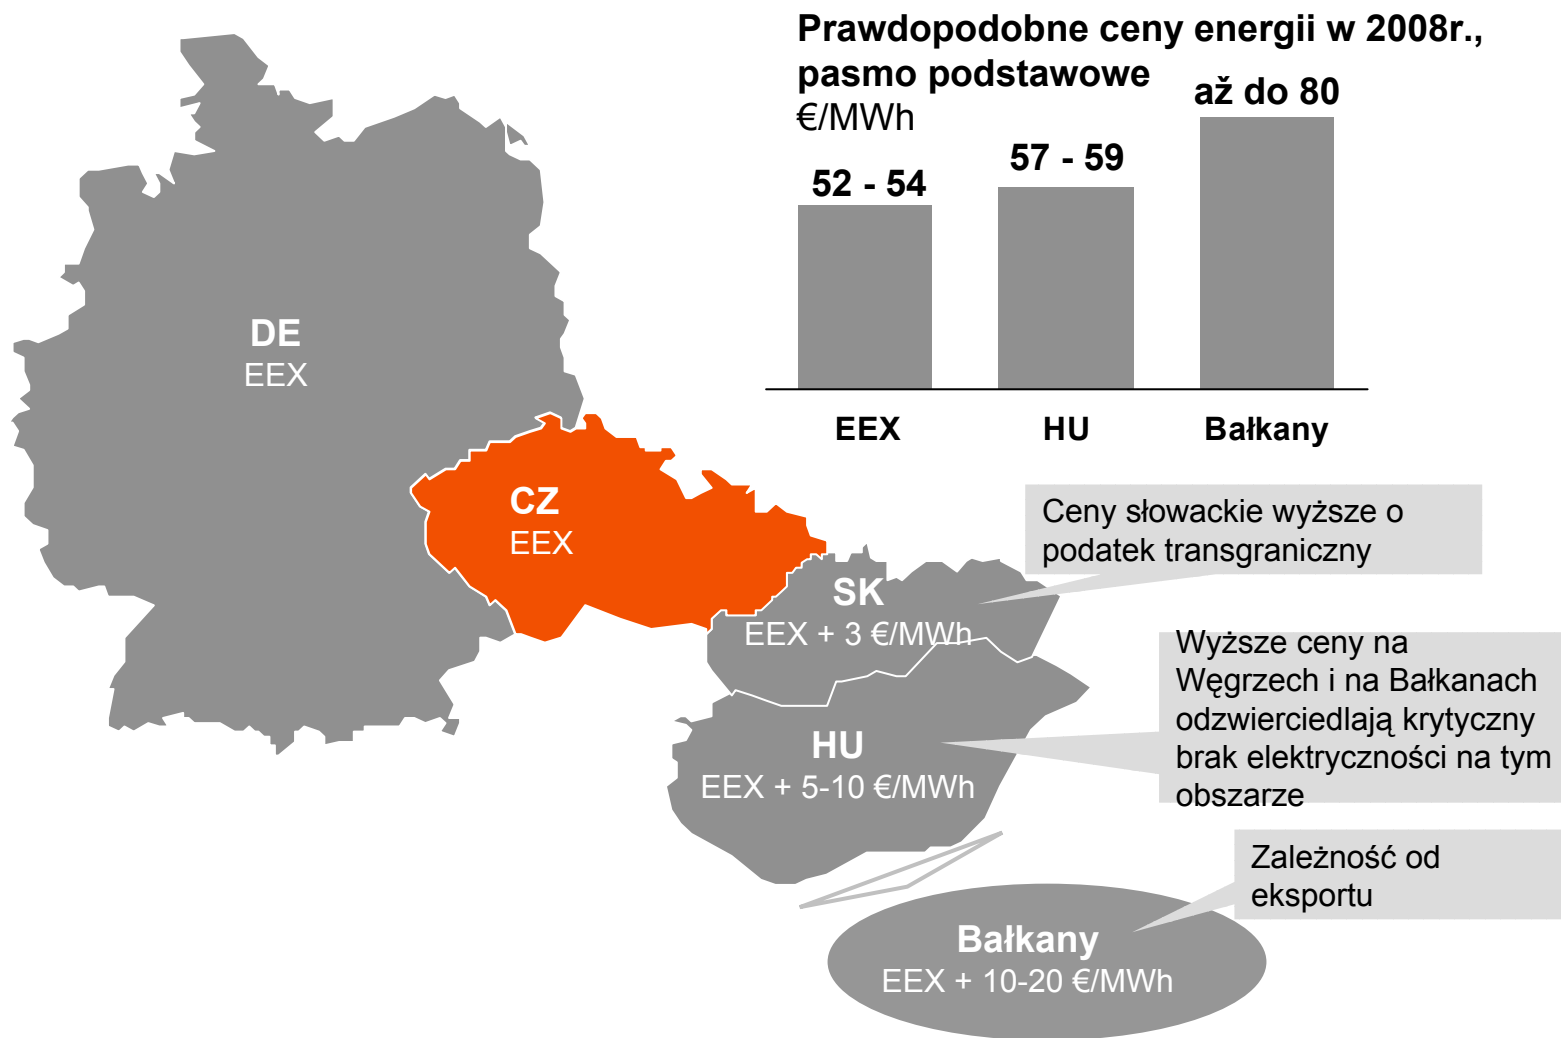 Prawdopodobne ceny energii w 2008r.,
pasmo podstawowe
€/MWh
52 - 54
57 - 59
až do 80
EEX
HU
Bałkany
DE
EEX
CZ
EEX
SK
EEX + 3 €/MWh
HU
EEX + 5-10 €/MWh
Bałkany
EEX + 10-20 €/MWh
Ceny słowackie wyższe o
podatek transgraniczny
Wyższe ceny na
Węgrzech i na Bałkanach
odzwierciedlają krytyczny
brak elektryczności na tym
obszarze
Zależność od
eksportu